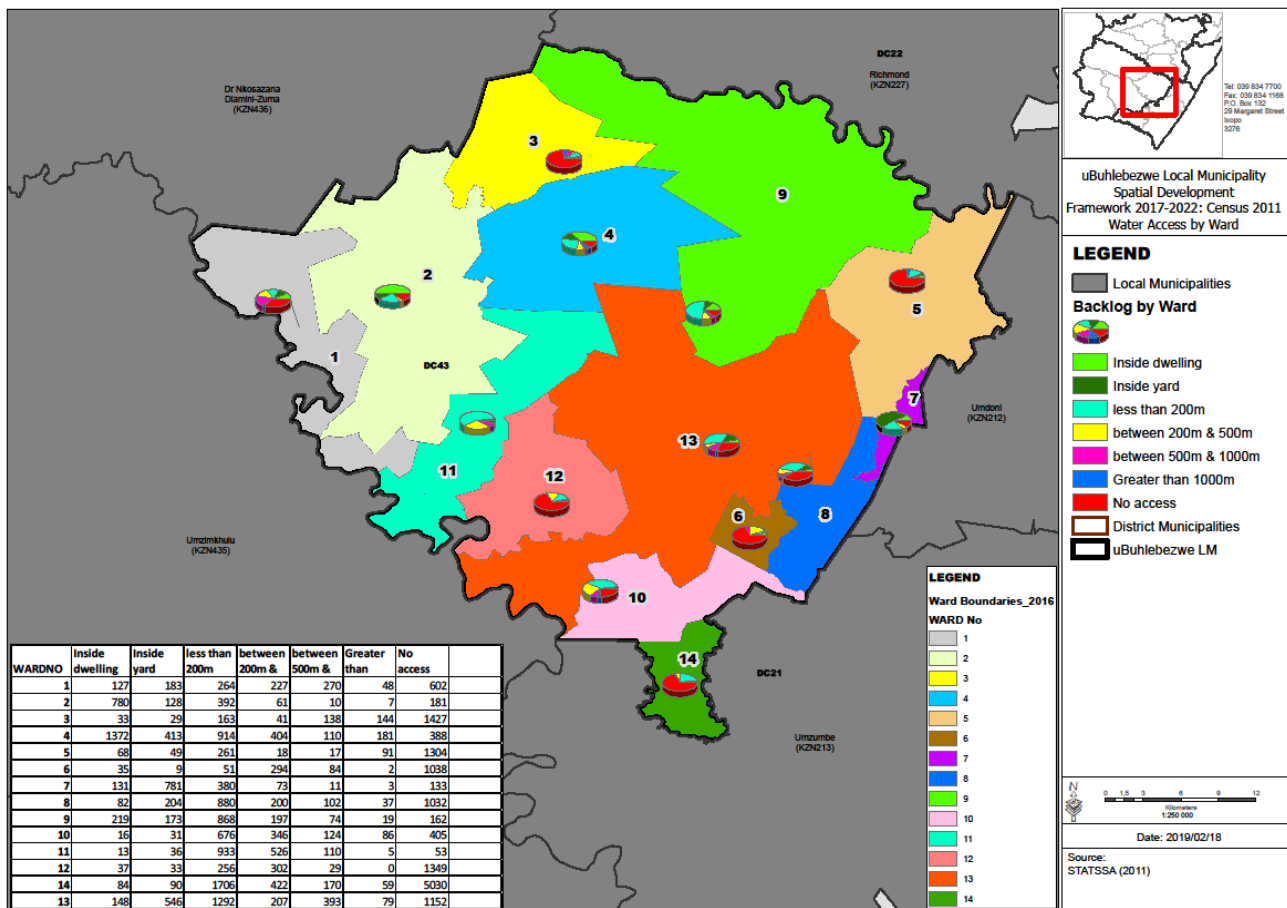 DC22
Richmond
(KZN227)
Dr Nkosazana
Dlamini-Zuma
(KZN436)
3
9
4
2
5
1
DC43
7
Umdoni
(KZN212)
13
11
12
6
8
Umzimkhulu
(KZN435)
10
14
DC21
Umzumbe
(KZN213)
WARDNO Inside dwelling Inside yard less than 200m between 200m & between 500m & Greater than No access
1 127 183 264 227 270 48 602
2 780 128 392 61 10 7 181
3 33 29 163 41 138 144 1427
4 1372 413 914 404 110 181 388
5 68 49 261 18 17 91 1304
6 35 9 51 294 84 2 1038
7 131 781 380 73 11 3 133
8 82 204 880 200 102 37 1032
9 219 173 868 197 74 19 162
10 16 31 676 346 124 86 405
11 13 36 933 526 110 5 53
12 37 33 256 302 29 0 1349
14 84 90 1706 422 170 59 5030
13 148 546 1292 207 393 79 1152
LEGEND
Ward Boundaries_2016
WARD No
1
2
3
4
5
6
7
8
9
10
11
12
13
14
Tel: 039 834 7700
Fax: 039 834 1168
P.O. Box 132
29 Margaret Street
Ixopo
3276
uBuhlebezwe Local Municipality
Spatial Development
Framework 2017-2022: Census 2011
Water Access by Ward
LEGEND
Local Municipalities
Backlog by Ward
Inside dwelling
Inside yard
less than 200m
between 200m & 500m
between 500m & 1000m
Greater than 1000m
No access
District Municipalities
uBuhlebezwe LM
N
0 1,5 3 6 9 12
Kilometers
1:250 000
Date: 2019/02/18
Source:
STATSSA (2011)